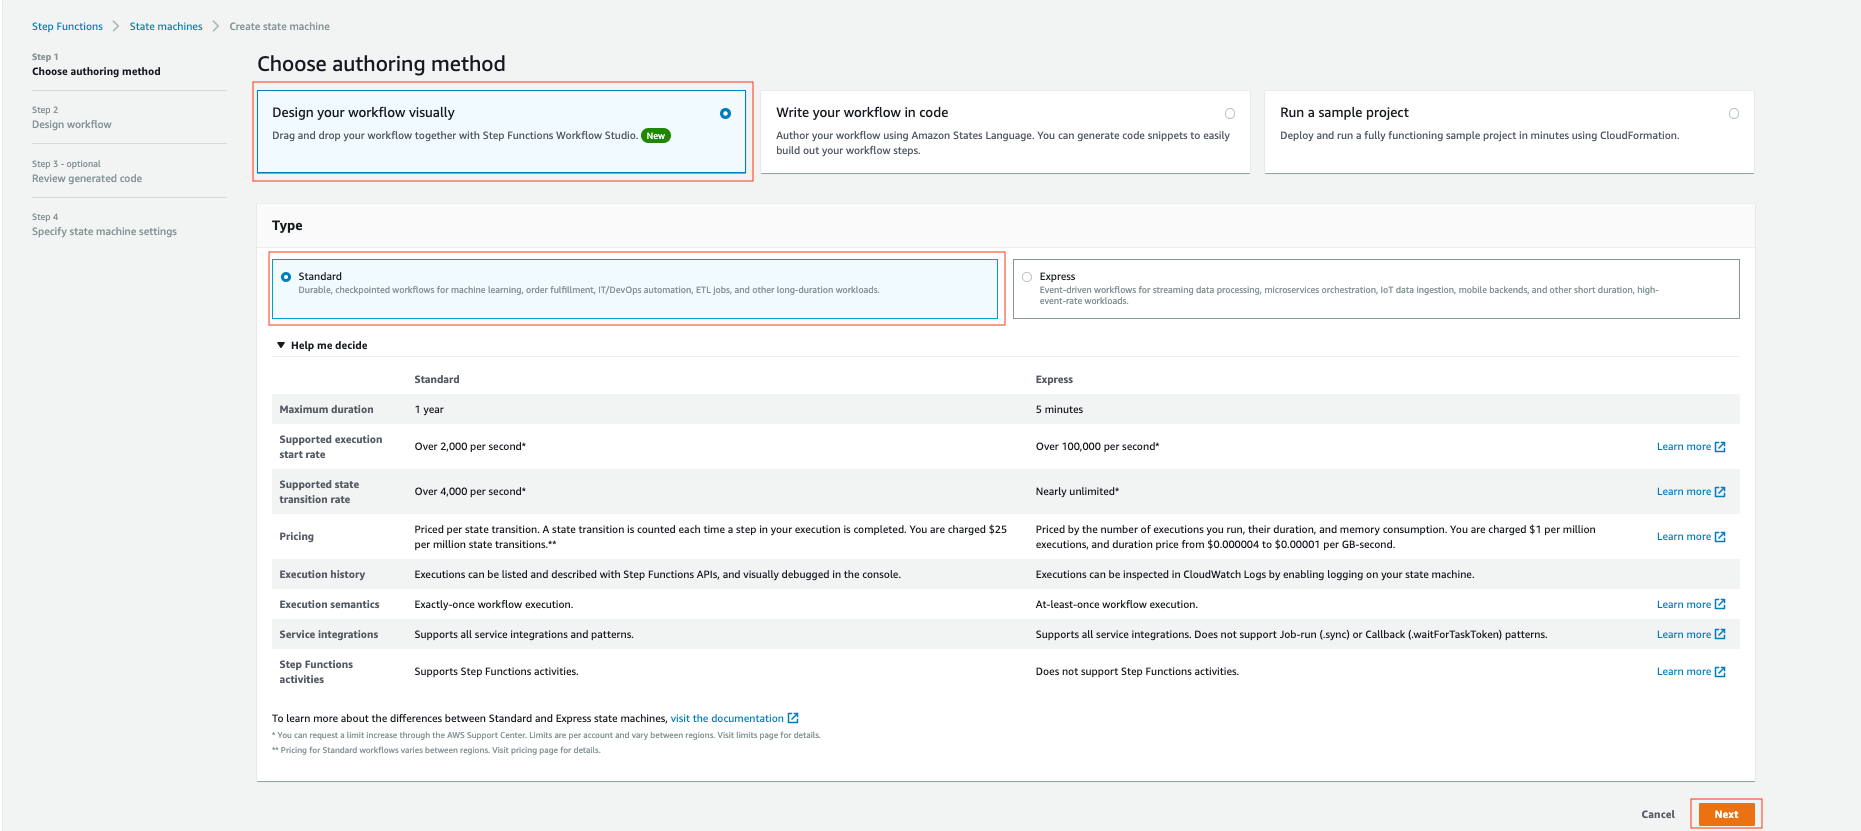 Step Functions > State machines > Create state machine
Step 1
Choose authoring method
Step 2
Design workflow
Step 3 - optional
Review generated code
Step 4
Specify state machine settings
Choose authoring method
Design your workflow visually
Drag and drop your workflow together with Step Functions Workflow Studio. New
Write your workflow in code
Author your workflow using Amazon States Language. You can generate code snippets to easily
build out your workflow steps.
Run a sample project
Deploy and run a fully functioning sample project in minutes using CloudFormation.
Type
Standard
Durable, checkpointed workflows for machine learning, order fulfillment, IT/DevOps automation, ETL jobs, and other long-duration workloads.
Express
Event-driven workflows for streaming data processing, microservices orchestration, IoT data ingestion, mobile backends, and other short duration, high-
event-rate workloads.
Help me decide
Standard Express
Maximum duration 1 year 5 minutes
Supported execution
start rate
Over 2,000 per second* Over 100,000 per second* Learn more
Supported state
transition rate
Over 4,000 per second* Nearly unlimited* Learn more
Pricing
Priced per state transition. A state transition is counted each time a step in your execution is completed. You are charged $25
per million state transitions.**
Priced by the number of executions you run, their duration, and memory consumption. You are charged $1 per million
executions, and duration price from $0.000004 to $0.00001 per GB-second.
Learn more
Execution history Executions can be listed and described with Step Functions APIs, and visually debugged in the console. Executions can be inspected in CloudWatch Logs by enabling logging on your state machine.
Execution semantics Exactly-once workflow execution. At-least-once workflow execution. Learn more
Service integrations Supports all service integrations and patterns. Supports all service integrations. Does not support Job-run (.sync) or Callback (.waitForTaskToken) patterns. Learn more
Step Functions
activities
Supports Step Functions activities. Does not support Step Functions activities. Learn more
To learn more about the differences between Standard and Express state machines, visit the documentation
* You can request a limit increase through the AWS Support Center. Limits are per account and vary between regions. Visit limits page for details.
** Pricing for Standard workflows varies between regions. Visit pricing page for details.
Cancel Next